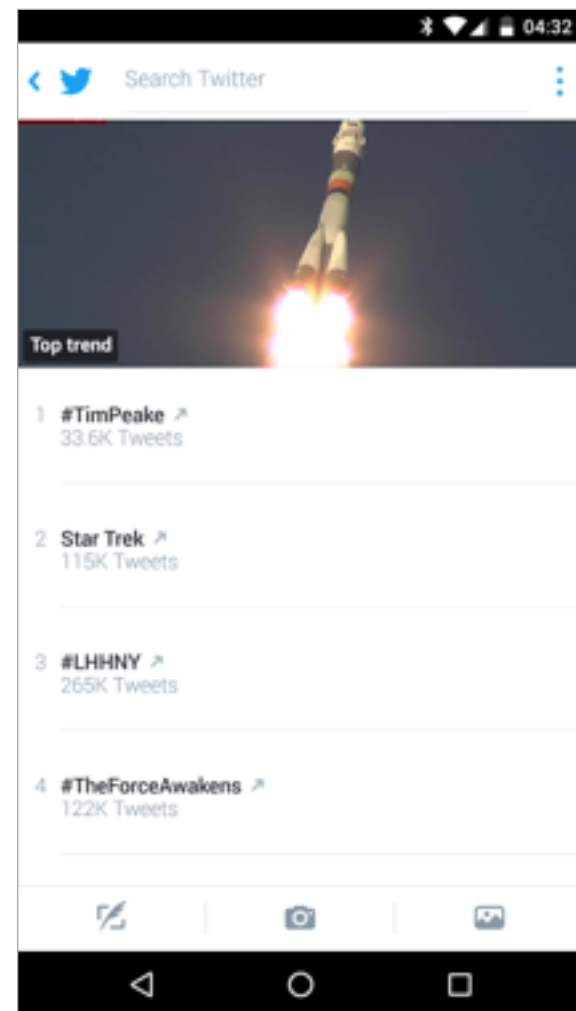 04:32
Search Twitter
Top trend
1 #TimPeake
33.6K Tweets
2 Star Trek
115K Tweets
3 #LHHNY
265K Tweets
4 #TheForceAwakens
122K Tweets